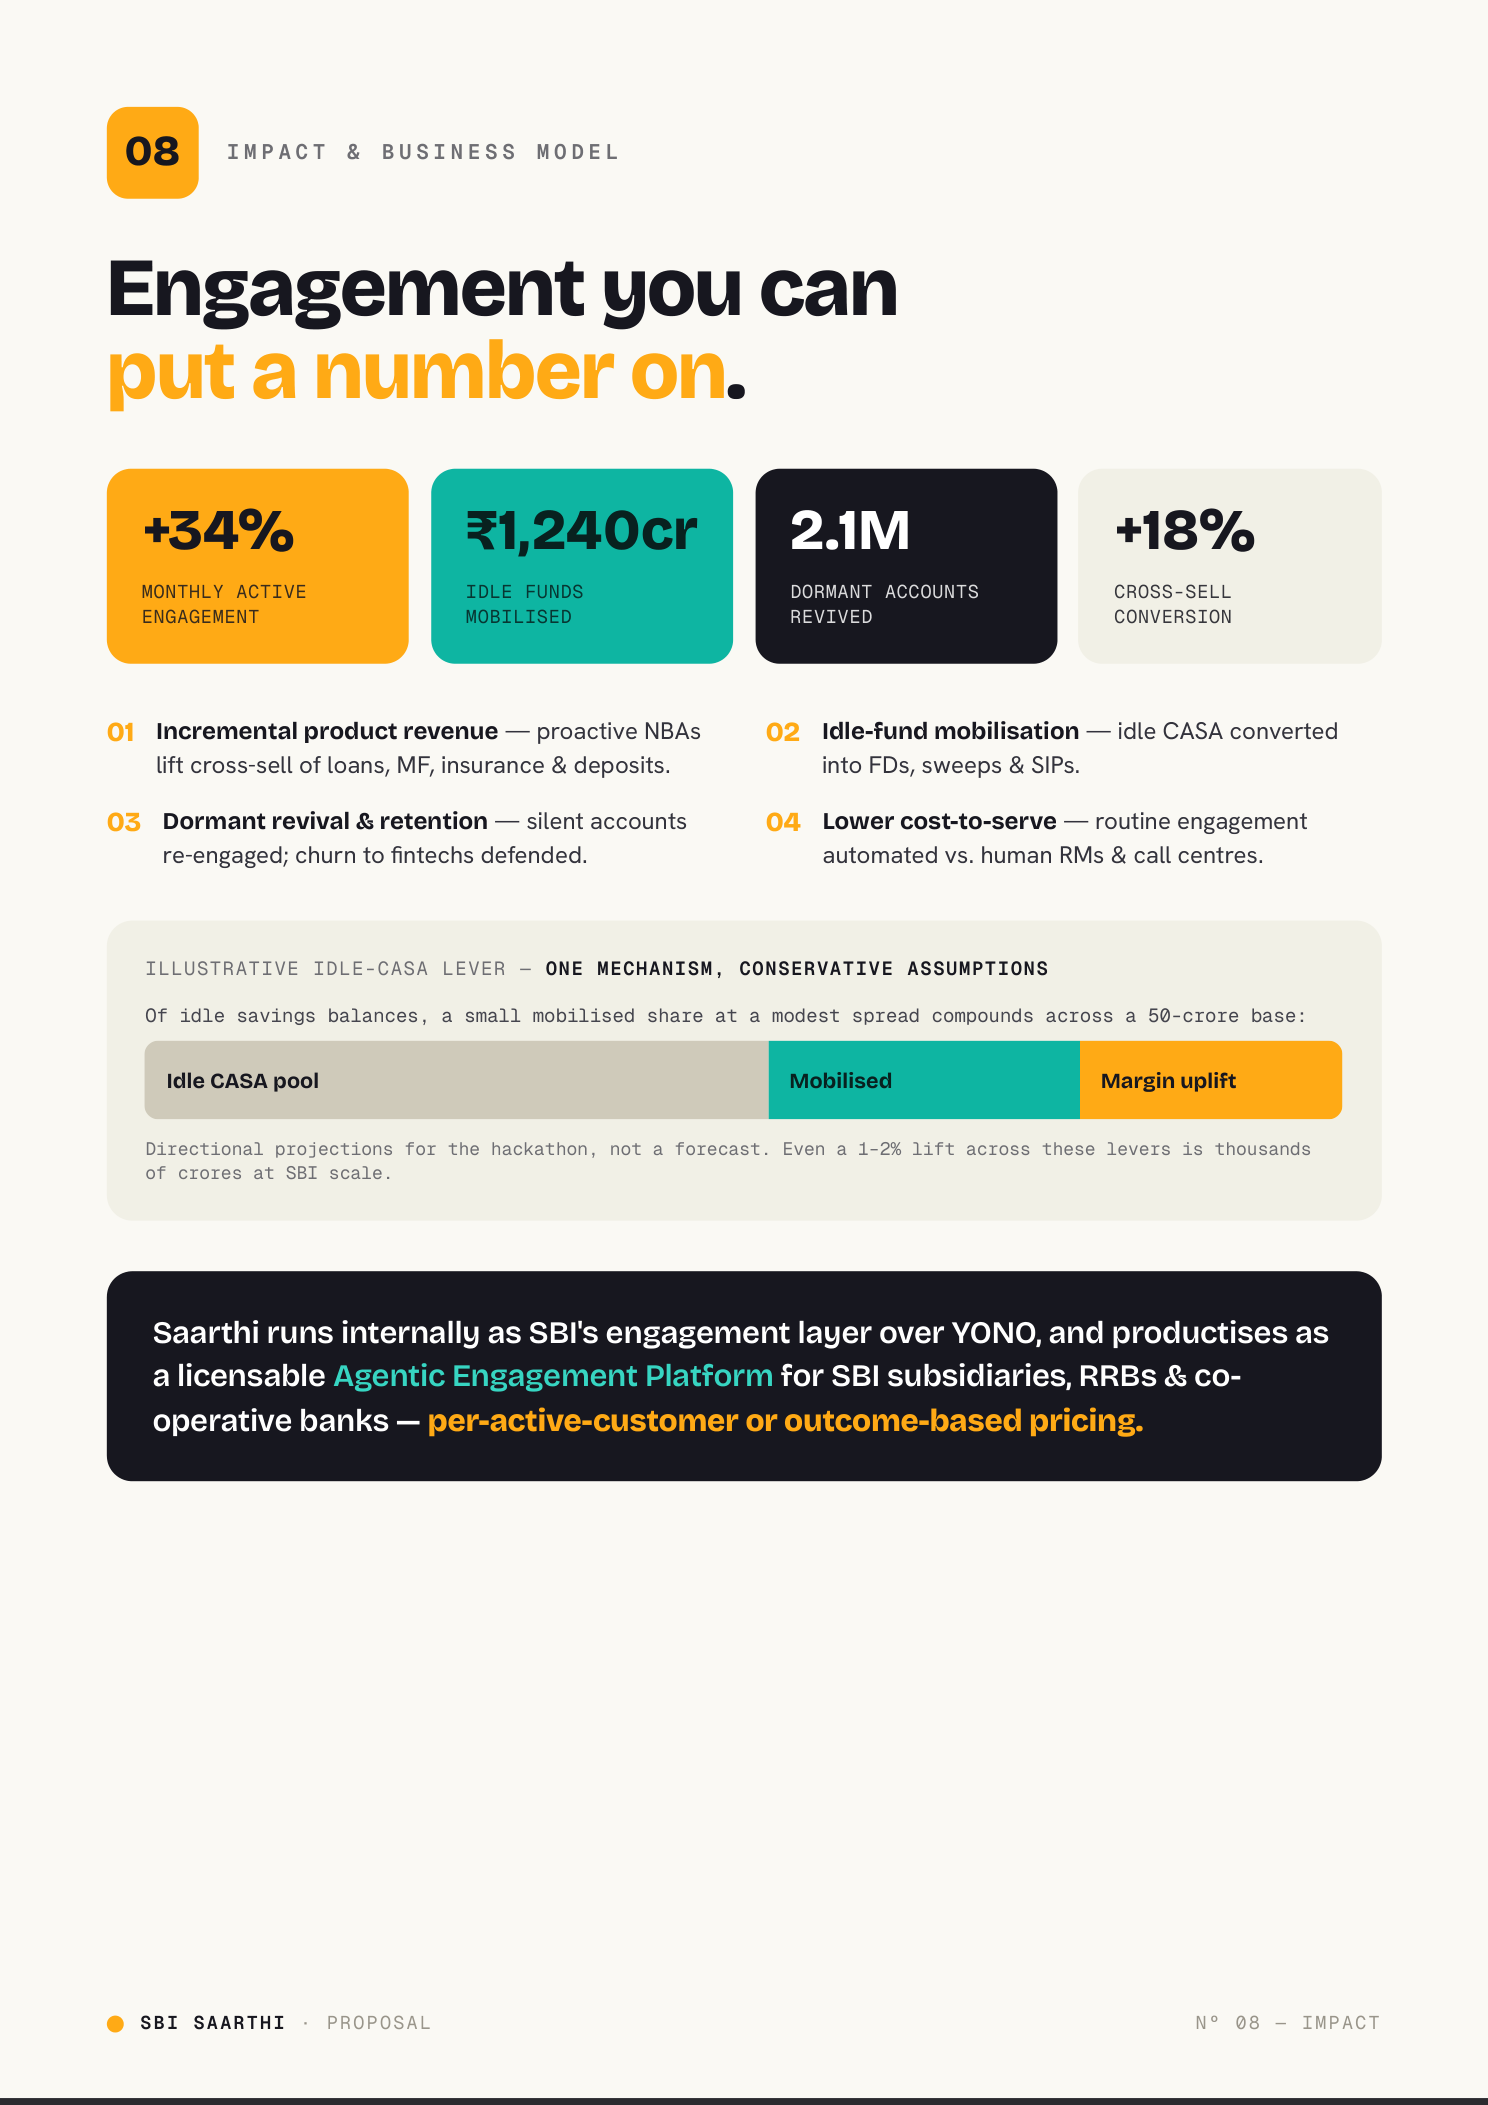 08
IMPACT & BUSINESS MODEL
Engagement you can
put a number on.
+34%
MONTHLY ACTIVE
ENGAGEMENT
₹1,240cr
IDLE FUNDS
MOBILISED
2.1M
DORMANT ACCOUNTS
REVIVED
+18%
CROSS-SELL
CONVERSION
01 Incremental product revenue — proactive NBAs
lift cross-sell of loans, MF, insurance & deposits.
02 Idle-fund mobilisation — idle CASA converted
into FDs, sweeps & SIPs.
03 Dormant revival & retention — silent accounts
re-engaged; churn to fintechs defended.
04 Lower cost-to-serve — routine engagement
automated vs. human RMs & call centres.
ILLUSTRATIVE IDLE-CASA LEVER — ONE MECHANISM, CONSERVATIVE ASSUMPTIONS
Of idle savings balances, a small mobilised share at a modest spread compounds across a 50-crore base:
Idle CASA pool
Mobilised
Margin uplift
Directional projections for the hackathon, not a forecast. Even a 1–2% lift across these levers is thousands
of crores at SBI scale.
Saarthi runs internally as SBI's engagement layer over YONO, and productises as
a licensable Agentic Engagement Platform for SBI subsidiaries, RRBs & co-
operative banks — per-active-customer or outcome-based pricing.
SBI SAARTHI · PROPOSAL
N° 08 — IMPACT